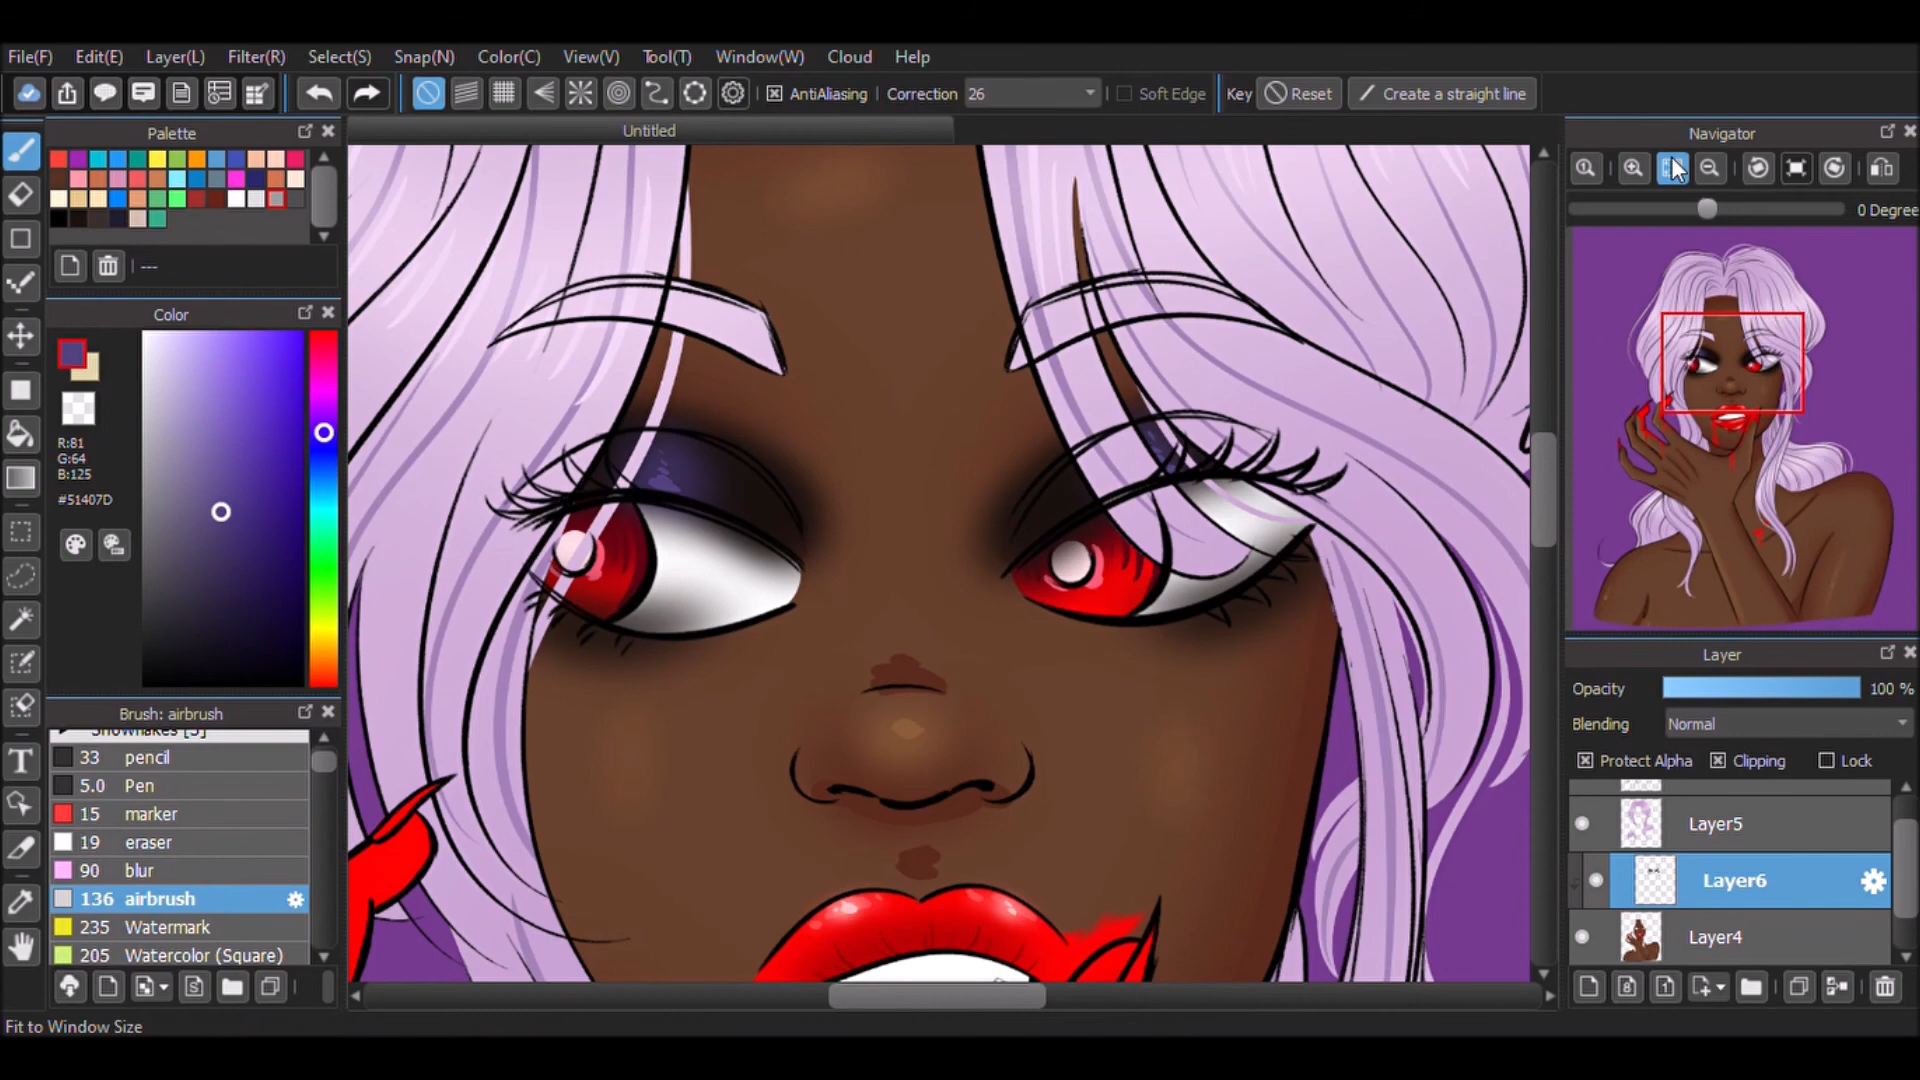 File(F) Edit(E) Layer(L) Filter(R) Select(S) Snap(N) Color(C) View(V) Tool(T) Window(W) Cloud Help
AntiAliasing Correction 26 Soft Edge Key Reset Create a straight line
Palette
Untitled
Navigator
0 Degree
---
Color
R:81
G:64
B:125
#51407D
Brush: airbrush
Snowflakes [5]
33 pencil
5.0 Pen
15 marker
19 eraser
90 blur
136 airbrush
235 Watermark
205 Watercolor (Square)
Layer
Opacity 100 %
Blending Normal
Protect Alpha Clipping Lock
Layer5
Layer6
Layer4
Fit to Window Size